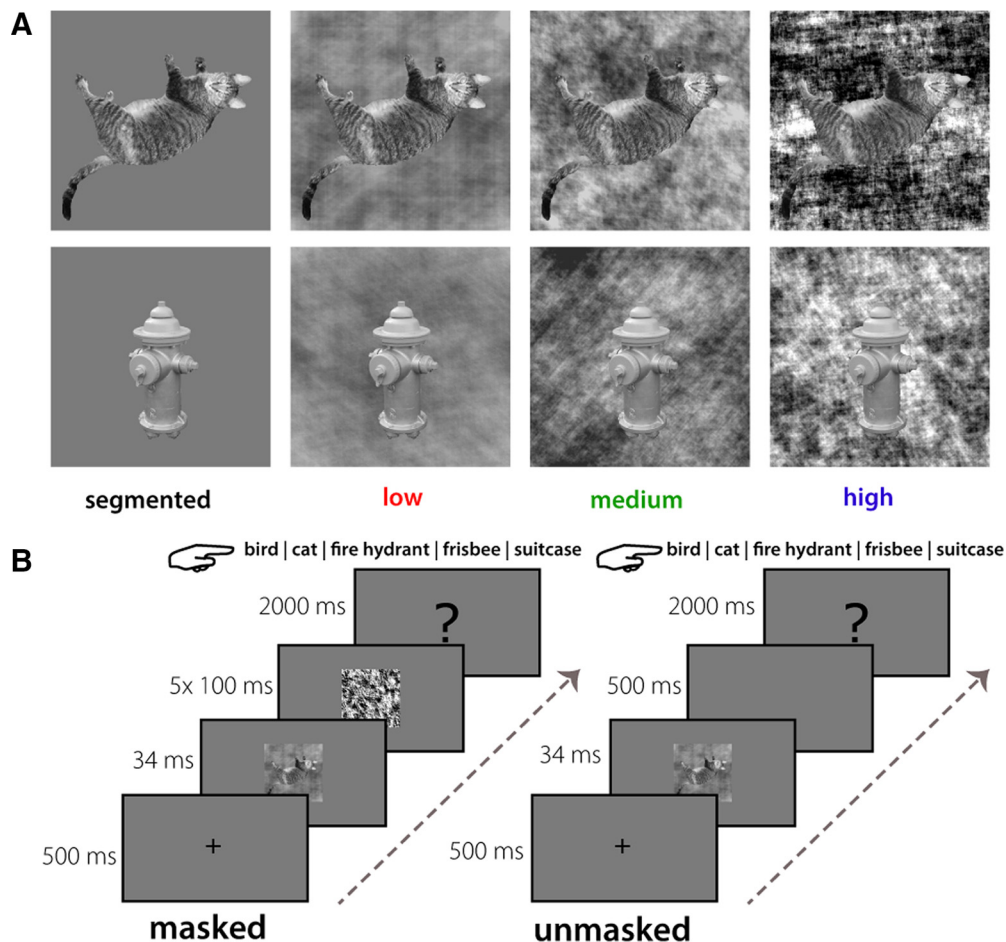 A
segmented
low
medium
high
B
bird | cat | fire hydrant | frisbee | suitcase
2000 ms
?
5x 100 ms
34 ms
500 ms
+
masked
bird | cat | fire hydrant | frisbee | suitcase
2000 ms
?
500 ms
34 ms
500 ms
+
unmasked